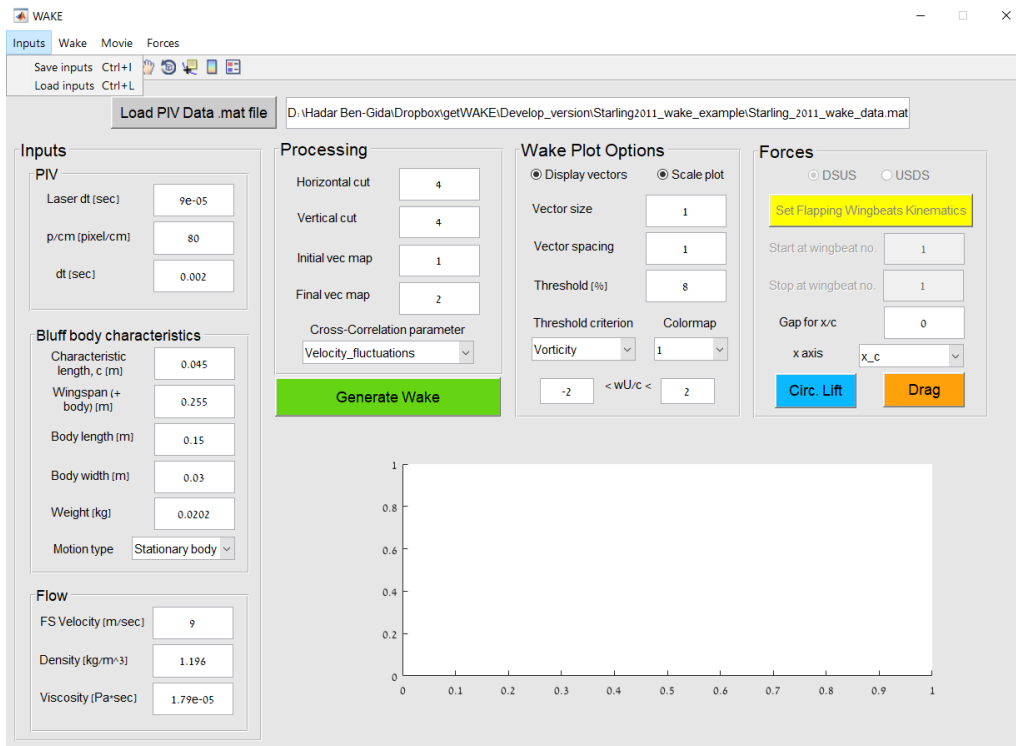 WAKE
Inputs Wake Movie Forces
Save inputs Ctrl+I
Load inputs Ctrl+L
Load PIV Data .mat file
D:\Hadar Ben-Gida\Dropbox\getWAKE\Develop_version\Starling2011_wake_example\Starling_2011_wake_data.mat
Inputs
PIV
Laser dt [sec] 9e-05
p/cm [pixel/cm] 80
dt [sec] 0.002
Bluff body characteristics
Characteristic
length, c [m] 0.045
Wingspan (+
body) [m] 0.255
Body length [m] 0.15
Body width [m] 0.03
Weight [kg] 0.0202
Motion type Stationary body
Flow
FS Velocity [m/sec] 9
Density [kg/m^3] 1.196
Viscosity [Pa*sec] 1.79e-05
Processing
Horizontal cut 4
Vertical cut 4
Initial vec map 1
Final vec map 2
Cross-Correlation parameter
Velocity_fluctuations
Generate Wake
Wake Plot Options
Display vectors Scale plot
Vector size 1
Vector spacing 1
Threshold [%] 8
Threshold criterion Colormap
Vorticity 1
-2 < wU/c < 2
Forces
DSUS USDS
Set Flapping Wingbeats Kinematics
Start at wingbeat no. 1
Stop at wingbeat no. 1
Gap for x/c 0
x axis x_c
Circ. Lift Drag
1
0.8
0.6
0.4
0.2
0
0 0.1 0.2 0.3 0.4 0.5 0.6 0.7 0.8 0.9 1